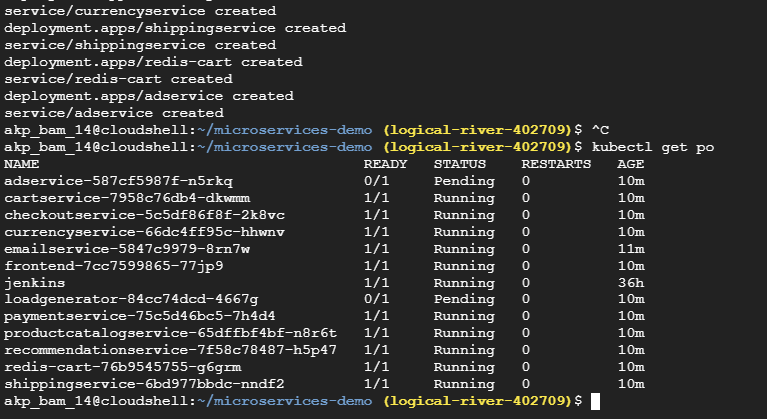 service/currencyservice created
deployment.apps/shippingservice created
service/shippingservice created
deployment.apps/redis-cart created
service/redis-cart created
deployment.apps/adservice created
service/adservice created
akp_bam_14@cloudshell:~/microservices-demo (logical-river-402709)$ ^C
akp_bam_14@cloudshell:~/microservices-demo (logical-river-402709)$ kubectl get po
NAME READY STATUS RESTARTS AGE
adservice-587cf5987f-n5rkq 0/1 Pending 0 10m
cartservice-7958c76db4-dkwmm 1/1 Running 0 10m
checkoutservice-5c5df86f8f-2k8vc 1/1 Running 0 10m
currencyservice-66dc4ff95c-hhwnv 1/1 Running 0 10m
emailservice-5847c9979-8rn7w 1/1 Running 0 11m
frontend-7cc7599865-77jp9 1/1 Running 0 10m
jenkins 1/1 Running 0 36h
loadgenerator-84cc74dcd-4667g 0/1 Pending 0 10m
paymentservice-75c5d46bc5-7h4d4 1/1 Running 0 10m
productcatalogservice-65dffbf4bf-n8r6t 1/1 Running 0 10m
recommendationservice-7f58c78487-h5p47 1/1 Running 0 10m
redis-cart-76b9545755-g6grm 1/1 Running 0 10m
shippingservice-6bd977bbdc-nndf2 1/1 Running 0 10m
akp_bam_14@cloudshell:~/microservices-demo (logical-river-402709)$